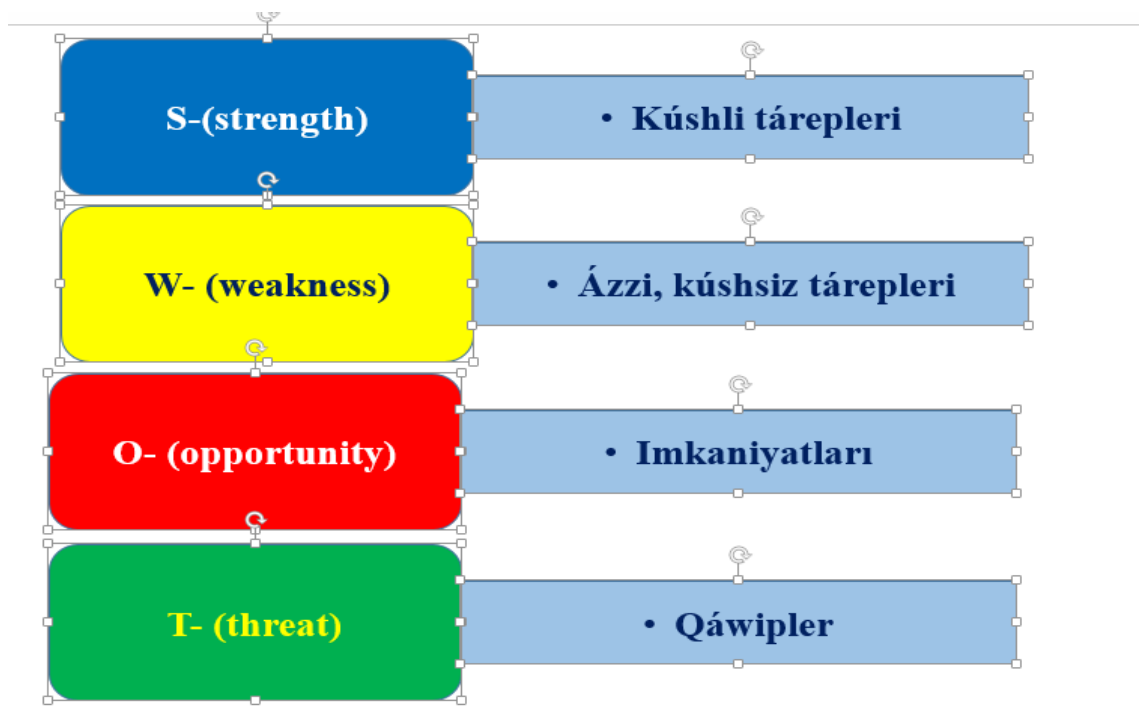 S-(strength)
• Kúshli tárepleri
W- (weakness)
• Ázzi, kúshsiz tárepleri
O- (opportunity)
• Imkaniyatları
T- (threat)
• Qáwipler